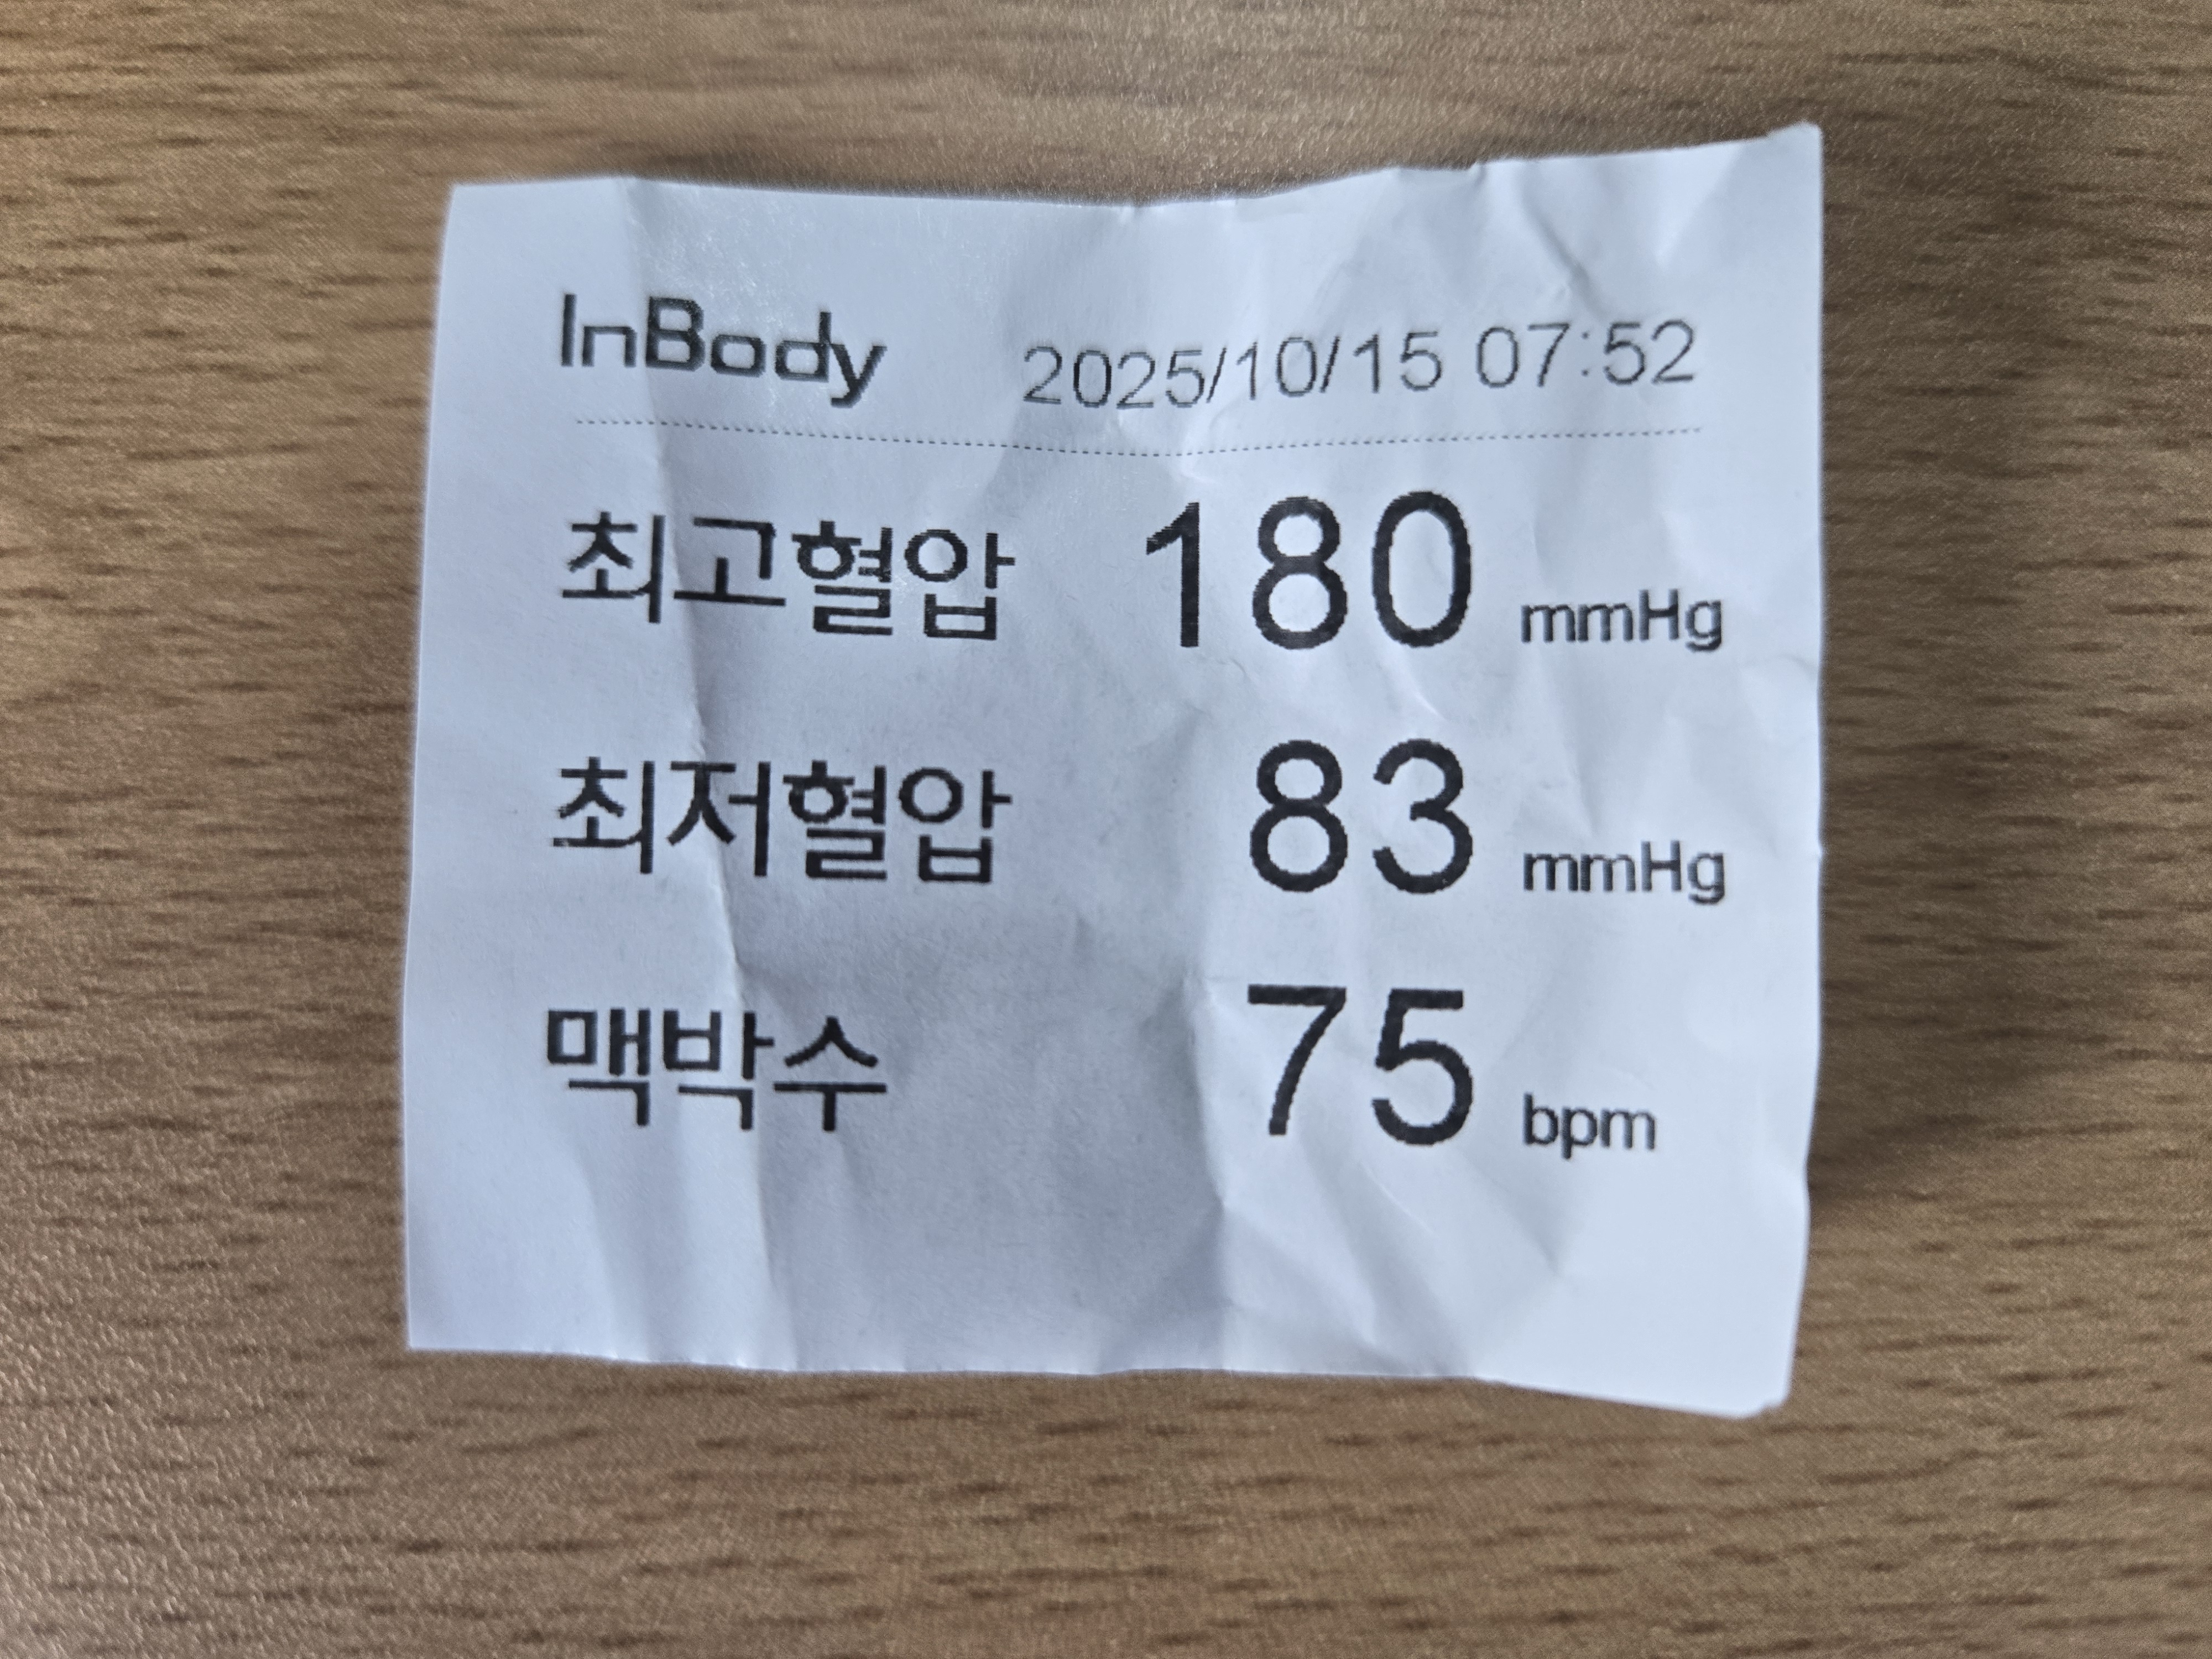 InBody 2025/10/15 07:52
최고혈압 180 mmHg
최저혈압 83 mmHg
맥박수 75 bpm